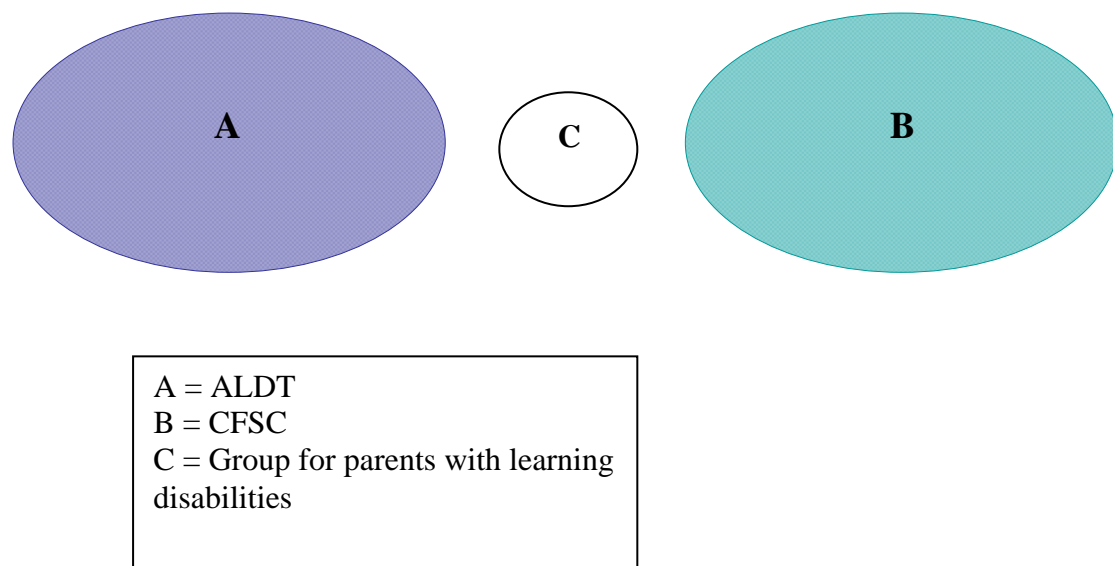 A
C
B
A = ALDT
B = CFSC
C = Group for parents with learning
disabilities